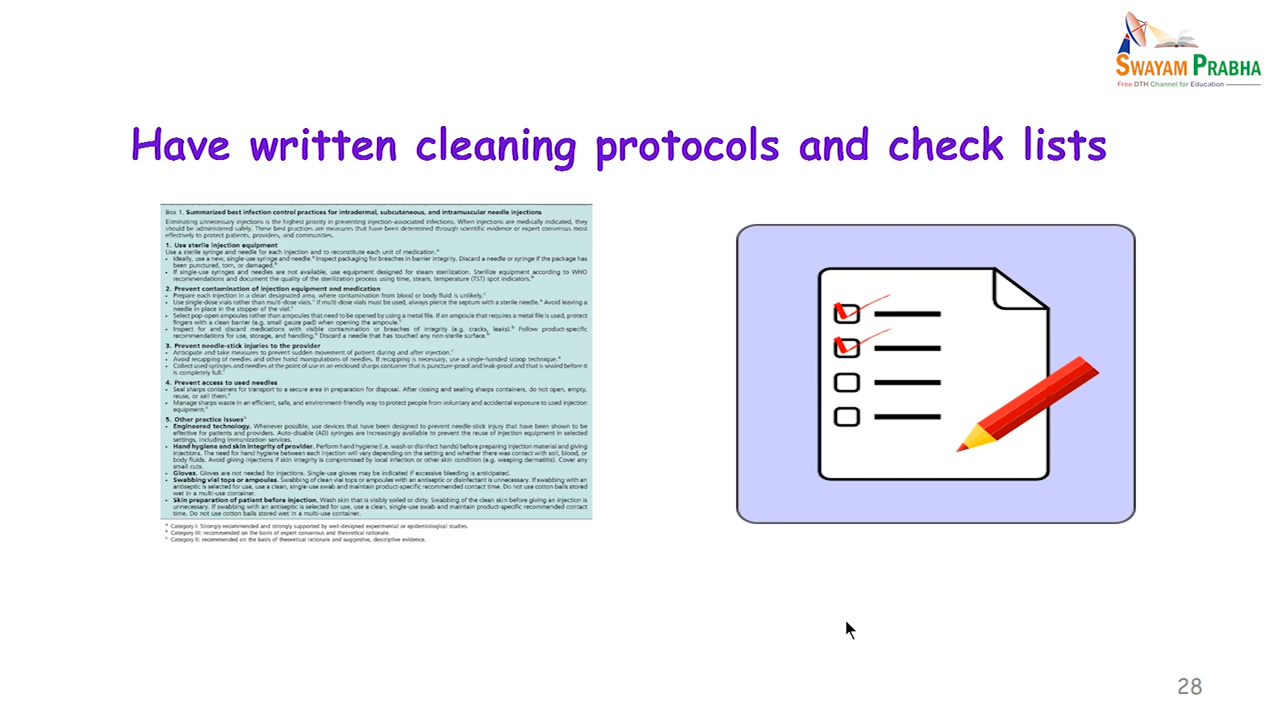 SWAYAM PRABHA
Free DTH Channel for Education
Have written cleaning protocols and check lists
Box 1. Summarized best infection control practices for intradermal, subcutaneous, and intramuscular needle injections
Eliminating unnecessary injections is the highest priority in preventing injection-associated infections. When injections are medically indicated, they
should be administered safely. These best practices are measures that have been determined through scientific evidence or expert consensus most
effectively to protect patients, providers, and communities.
1. Use sterile injection equipment
Use a sterile syringe and needle for each injection and to reconstitute each unit of medication.a
• Ideally, use a new, single-use syringe and needle.a Inspect packaging for breaches in barrier integrity. Discard a needle or syringe if the package has
been punctured, torn, or damaged.b
• If single-use syringes and needles are not available, use equipment designed for steam sterilization. Sterilize equipment according to WHO
recommendations and document the quality of the sterilization process using time, steam, temperature (TST) spot indicators.b
2. Prevent contamination of injection equipment and medication
• Prepare each injection in a clean designated area, where contamination from blood or body fluid is unlikely.c
• Use single-dose vials rather than multi-dose vials.c If multi-dose vials must be used, always pierce the septum with a sterile needle.a Avoid leaving a
needle in place in the stopper of the vial.c
• Select pop-open ampoules rather than ampoules that need to be opened by using a metal file. If an ampoule that requires a metal file is used, protect
fingers with a clean barrier (e.g. small gauze pad) when opening the ampoule.c
• Inspect for and discard medications with visible contamination or breaches of integrity (e.g. cracks, leaks).b Follow product-specific
recommendations for use, storage, and handling.b Discard a needle that has touched any non-sterile surface.b
3. Prevent needle-stick injuries to the provider
• Anticipate and take measures to prevent sudden movement of patient during and after injection.c
• Avoid recapping of needles and other hand manipulations of needles. If recapping is necessary, use a single-handed scoop technique.a
• Collect used syringes and needles at the point of use in an enclosed sharps container that is puncture-proof and leak-proof and that is sealed before it
is completely full.c
4. Prevent access to used needles
• Seal sharps containers for transport to a secure area in preparation for disposal. After closing and sealing sharps containers, do not open, empty,
reuse, or sell them.c
• Manage sharps waste in an efficient, safe, and environment-friendly way to protect people from voluntary and accidental exposure to used injection
equipment.c
5. Other practice issues b
• Engineered technology. Whenever possible, use devices that have been designed to prevent needle-stick injury that have been shown to be
effective for patients and providers. Auto-disable (AD) syringes are increasingly available to prevent the reuse of injection equipment in selected
settings, including immunization services.
• Hand hygiene and skin integrity of provider. Perform hand hygiene (i.e. wash or disinfect hands) before preparing injection material and giving
injections. The need for hand hygiene between each injection will vary depending on the setting and whether there was contact with soil, blood, or
body fluids. Avoid giving injections if skin integrity is compromised by local infection or other skin condition (e.g. weeping dermatitis). Cover any
small cuts.
• Gloves. Gloves are not needed for injections. Single-use gloves may be indicated if excessive bleeding is anticipated.
• Swabbing vial tops or ampoules. Swabbing of clean vial tops or ampoules with an antiseptic or disinfectant is unnecessary. If swabbing with an
antiseptic is selected for use, use a clean, single-use swab and maintain product-specific recommended contact time. Do not use cotton balls stored
wet in a multi-use container.
• Skin preparation of patient before injection. Wash skin that is visibly soiled or dirty. Swabbing of the clean skin before giving an injection is
unnecessary. If swabbing with an antiseptic is selected for use, use a clean, single-use swab and maintain product-specific recommended contact
time. Do not use cotton balls stored wet in a multi-use container.
a Category I: Strongly recommended and strongly supported by well-designed experimental or epidemiological studies.
b Category III: recommended on the basis of expert consensus and theoretical rationale.
c Category II: recommended on the basis of theoretical rationale and suggestive, descriptive evidence.
28